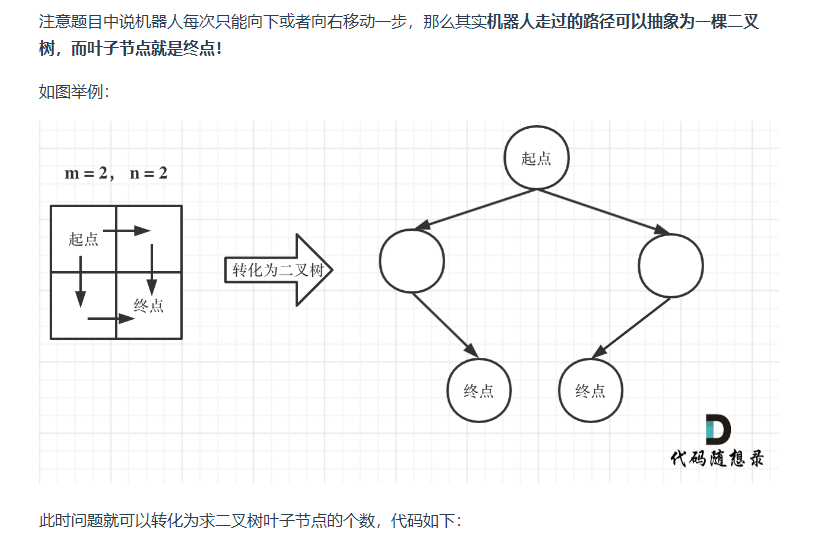 注意题目中说机器人每次只能向下或者向右移动一步，那么其实机器人走过的路径可以抽象为一棵二叉
树，而叶子节点就是终点！
如图举例：
m = 2， n = 2
起点
终点
转化为二叉树
起点
终点
终点
代码随想录
此时问题就可以转化为求二叉树叶子节点的个数，代码如下：